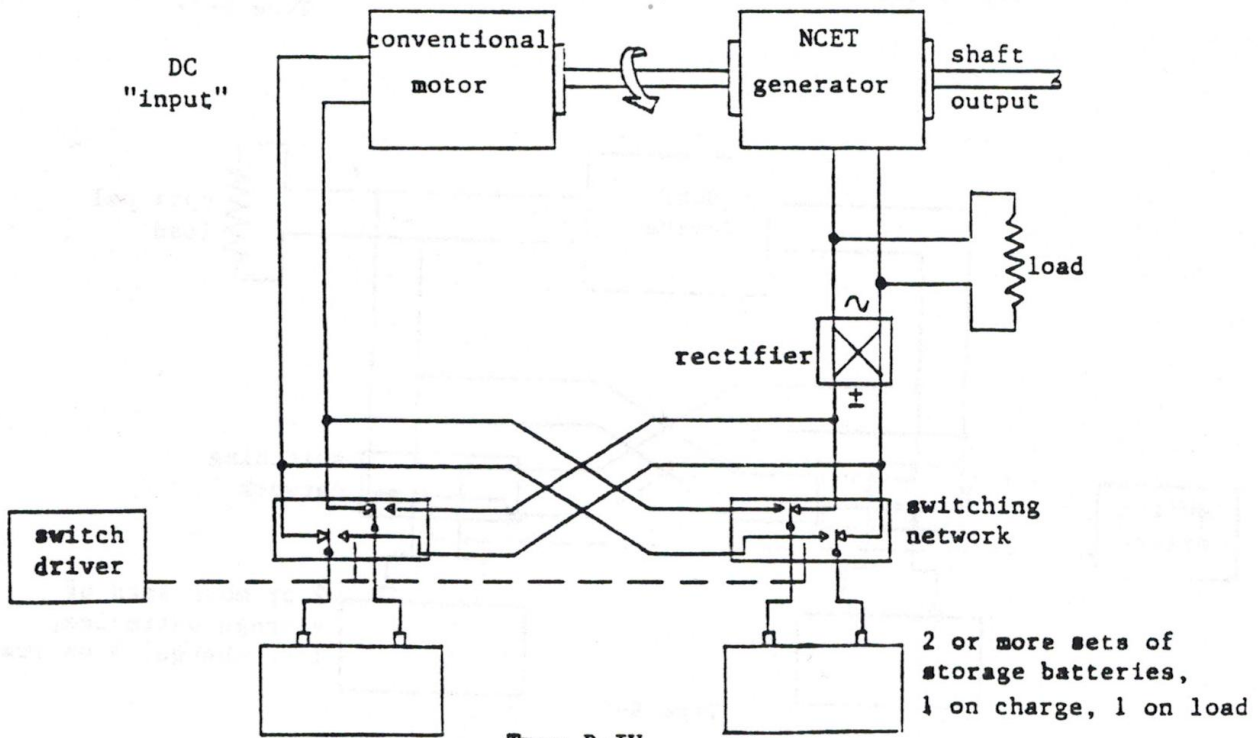 DC
"input"
conventional
motor
NCET
generator
shaft
output
load
~
rectifier
±
switching
network
switch
driver
2 or more sets of
storage batteries,
1 on charge, 1 on load